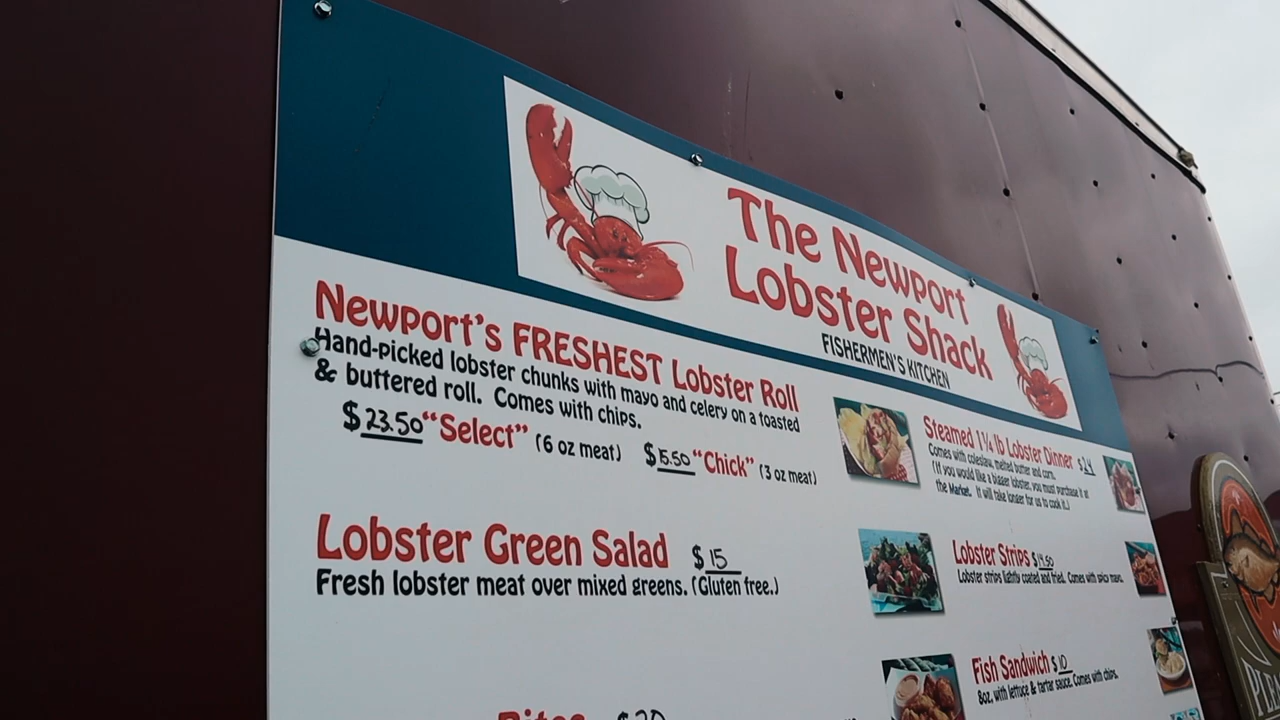 The Newport
Lobster Shack
FISHERMEN'S KITCHEN
Newport's FRESHEST Lobster Roll
Hand-picked lobster chunks with mayo and celery on a toasted
& buttered roll. Comes with chips.
$23.50 "Select" (6 oz meat) $15.50 "Chick" (3 oz meat)
Lobster Green Salad $15
Fresh lobster meat over mixed greens. (Gluten free.)
Bites $20
Steamed 1¼ lb Lobster Dinner $24
Comes with coleslaw, melted butter and corn.
(If you would like a bigger lobster, you must purchase it at
the Market. It will take longer for us to cook it.)
Lobster Strips $14.50
Lobster strips lightly coated and fried. Comes with spicy mayo.
Fish Sandwich $10
8oz. with lettuce & tartar sauce. Comes with chips.